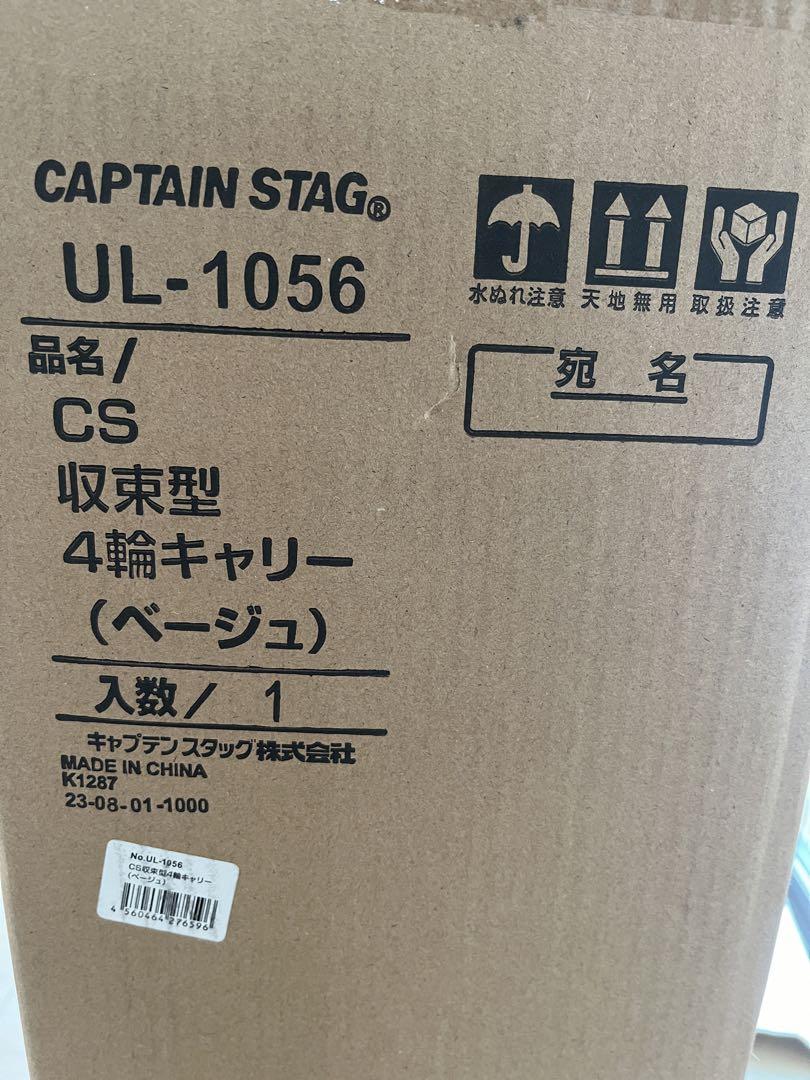 CAPTAIN STAG®
UL-1056
品名/
CS
収束型
4輪キャリー
(ベージュ)
入数/ 1
キャプテンスタッグ株式会社
MADE IN CHINA
K1287
23-08-01-1000
水ぬれ注意 天地無用 取扱注意
宛 名
No.UL-1056
CS収束型4輪キャリー
(ベージュ)
4 560464 276596